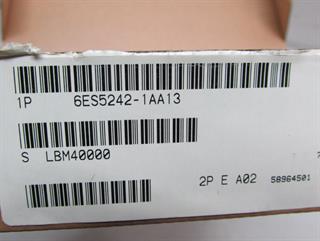 1P 6ES5242-1AA13
S LBM40000
2P E A02 58964501